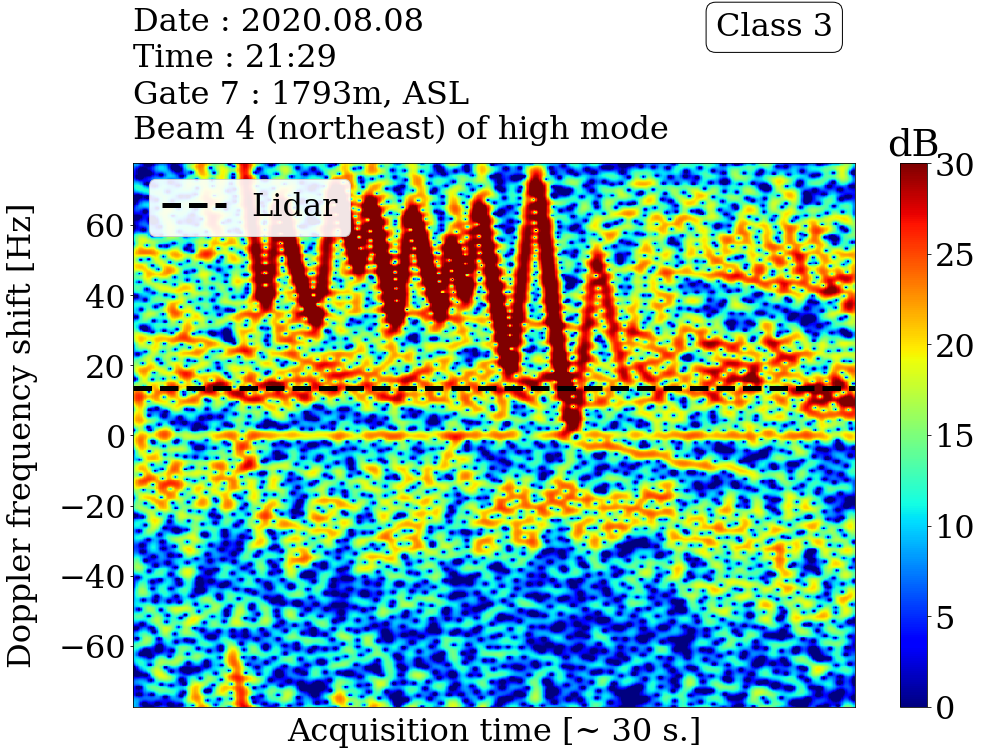 Date : 2020.08.08
Time : 21:29
Gate 7 : 1793m, ASL
Beam 4 (northeast) of high mode
Class 3
dB
Lidar
Doppler frequency shift [Hz]
60
40
20
0
−20
−40
−60
30
25
20
15
10
5
0
Acquisition time [~ 30 s.]